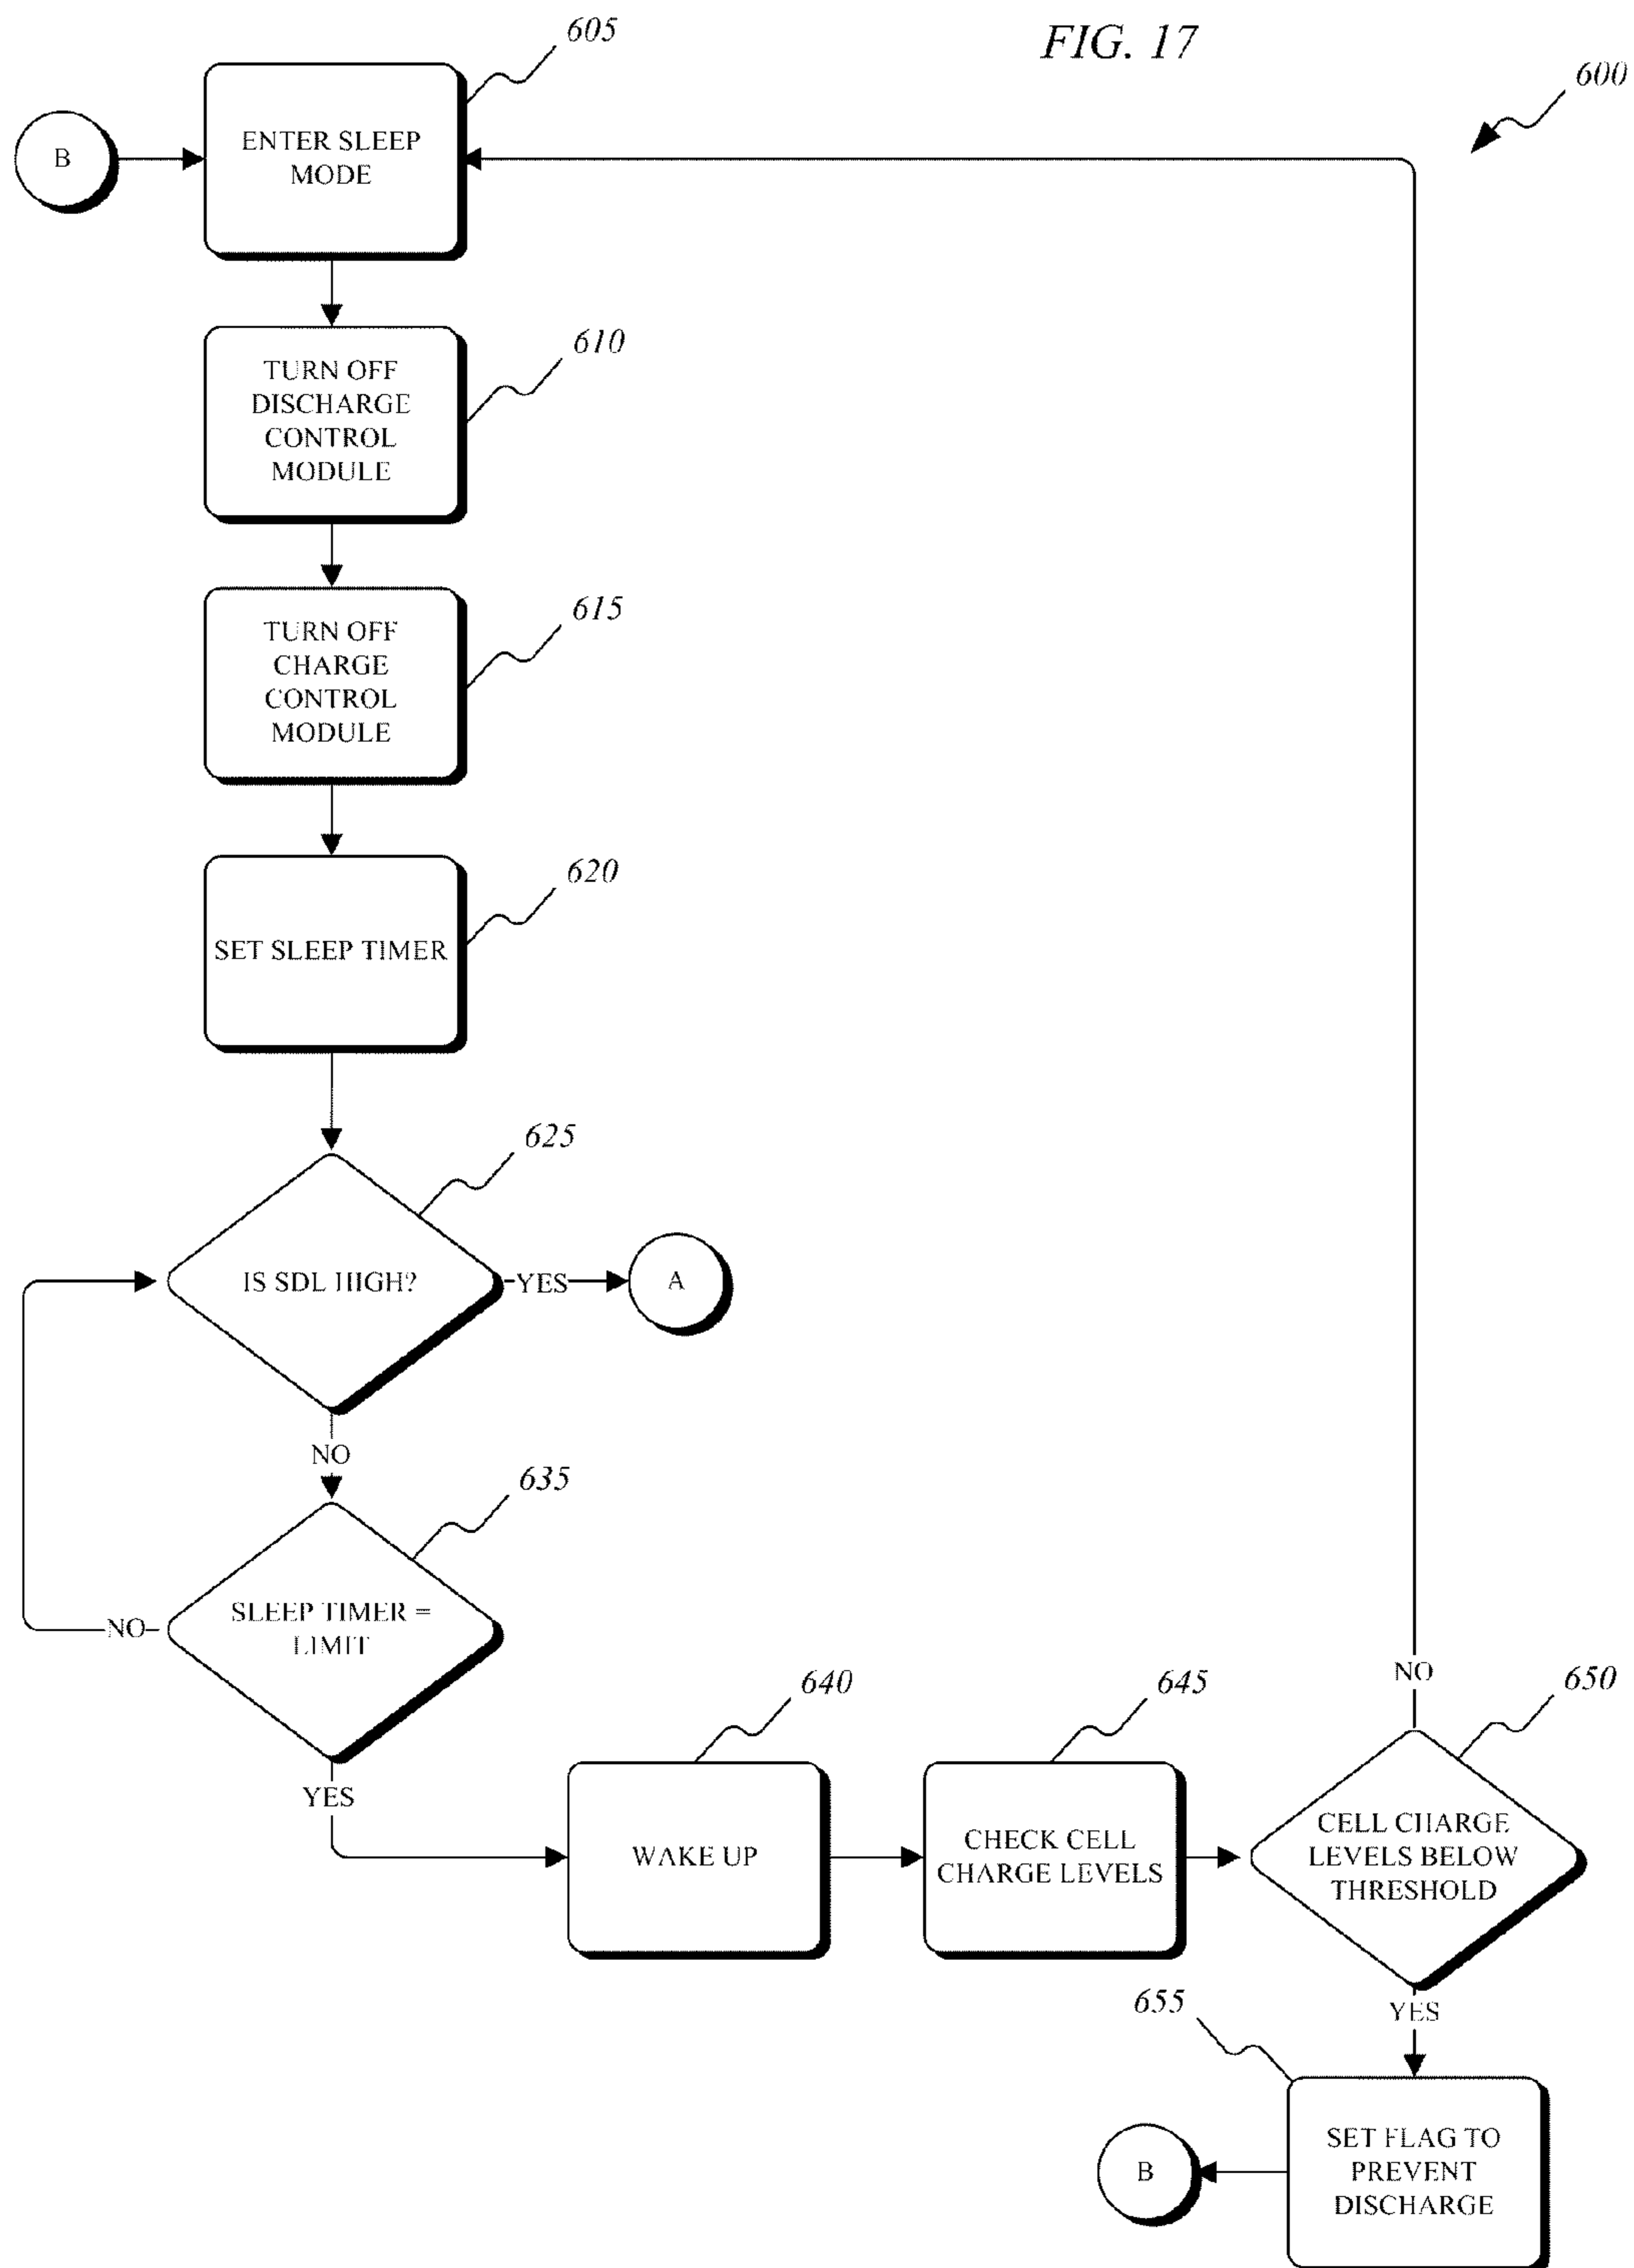 FIG. 17
600
605
B
ENTER SLEEP
MODE
610
TURN OFF
DISCHARGE
CONTROL
MODULE
615
TURN OFF
CHARGE
CONTROL
MODULE
620
SET SLEEP TIMER
625
IS SDL HIGH?
YES
A
NO
635
SLEEP TIMER =
LIMIT
NO
YES
640
WAKE UP
645
CHECK CELL
CHARGE LEVELS
650
NO
CELL CHARGE
LEVELS BELOW
THRESHOLD
YES
655
SET FLAG TO
PREVENT
DISCHARGE
B